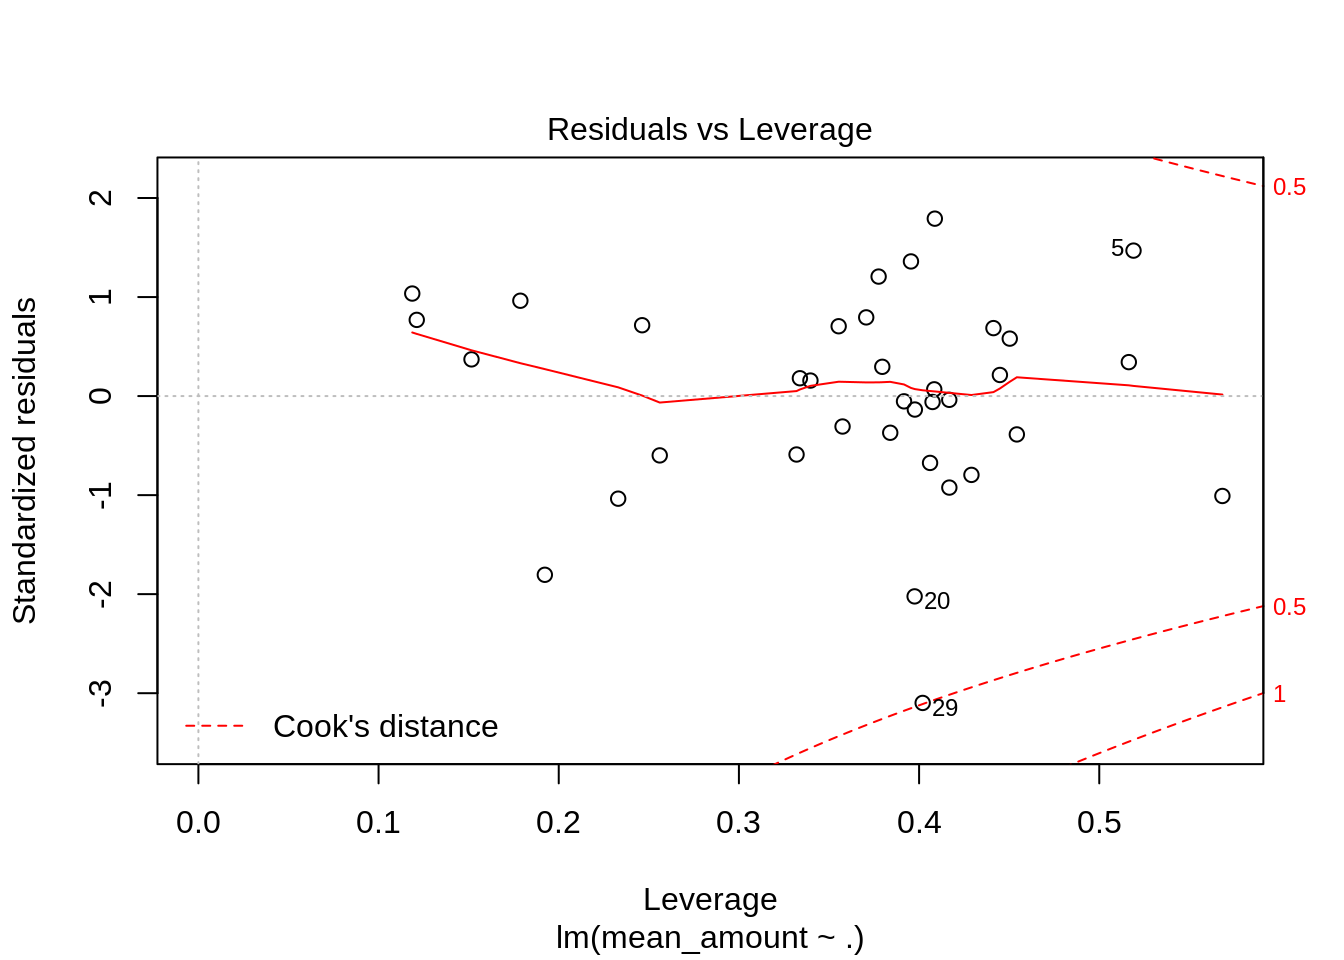 Residuals vs Leverage
Standardized residuals
2
1
0
-1
-2
-3
0.5
0.5
1
5
20
29
Cook's distance
0.0 0.1 0.2 0.3 0.4 0.5
Leverage
lm(mean_amount ~ .)